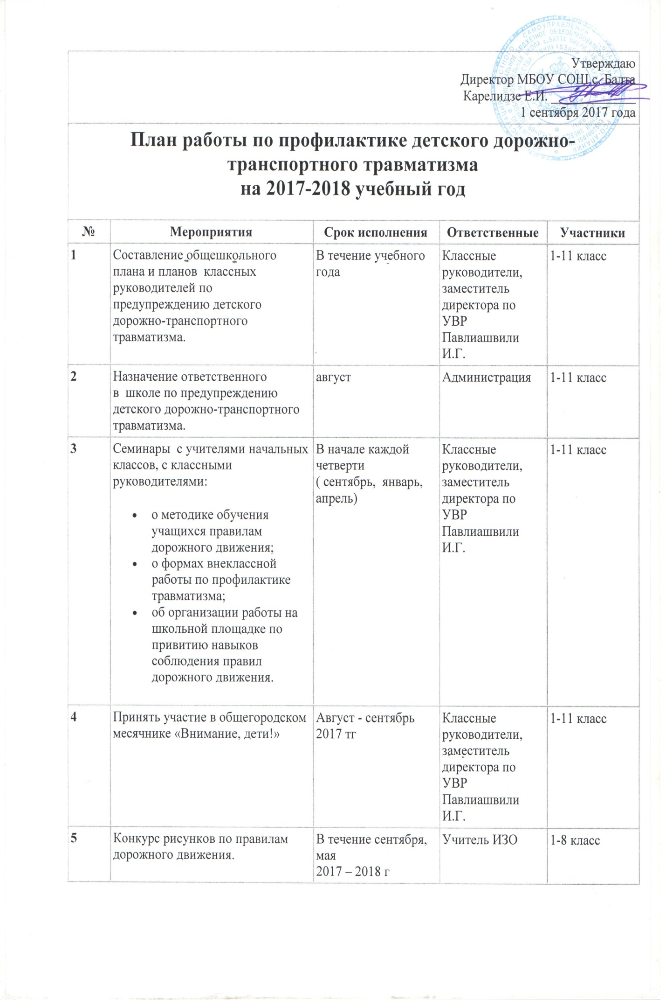 Утверждаю
Директор МБОУ СОШ с. Балта
Карелидзе Е.И. ____________
1 сентября 2017 года
План работы по профилактике детского дорожно-
транспортного травматизма
на 2017-2018 учебный год
№ Мероприятия Срок исполнения Ответственные Участники
1
Составление общешкольного
плана и планов классных
руководителей по
предупреждению детского
дорожно-транспортного
травматизма.
В течение учебного
года
Классные
руководители,
заместитель
директора по
УВР
Павлиашвили
И.Г.
1-11 класс
2
Назначение ответственного
в школе по предупреждению
детского дорожно-транспортного
травматизма.
август
Администрация
1-11 класс
3
Семинары с учителями начальных
классов, с классными
руководителями:
• о методике обучения
учащихся правилам
дорожного движения;
• о формах внеклассной
работы по профилактике
травматизма;
• об организации работы на
школьной площадке по
привитию навыков
соблюдения правил
дорожного движения.
В начале каждой
четверти
( сентябрь, январь,
апрель)
Классные
руководители,
заместитель
директора по
УВР
Павлиашвили
И.Г.
1-11 класс
4
Принять участие в общегородском
месячнике «Внимание, дети!»
Август - сентябрь
2017 тг
Классные
руководители,
заместитель
директора по
УВР
Павлиашвили
И.Г.
1-11 класс
5
Конкурс рисунков по правилам
дорожного движения.
В течение сентября,
мая
2017 – 2018 г
Учитель ИЗО
1-8 класс